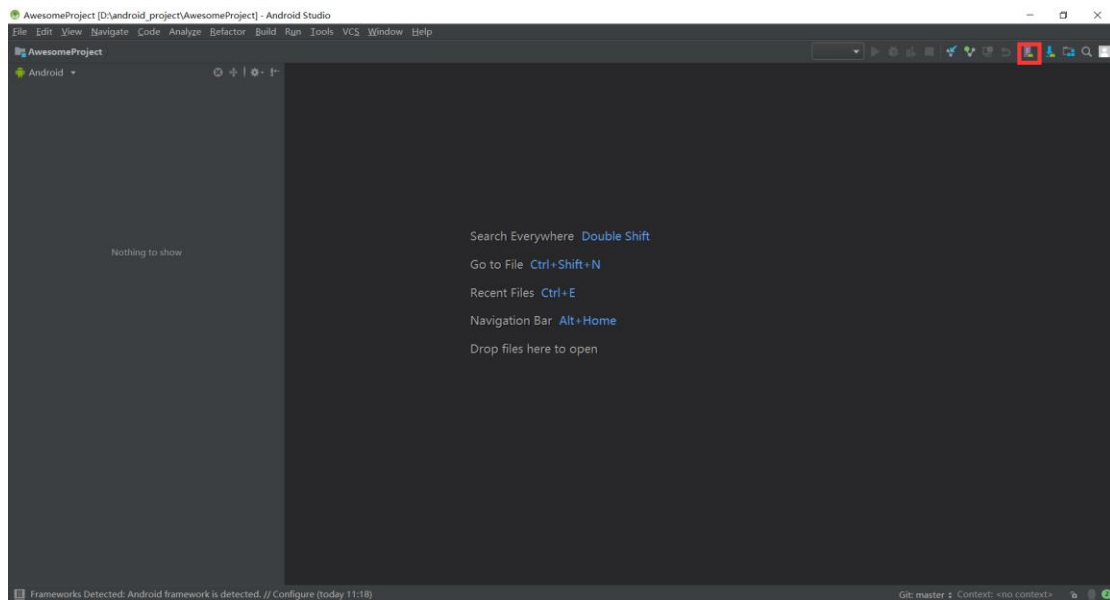 AwesomeProject [D:\android_project\AwesomeProject] - Android Studio
File Edit View Navigate Code Analyze Refactor Build Run Tools VCS Window Help
AwesomeProject
Android
Nothing to show
Search Everywhere Double Shift
Go to File Ctrl+Shift+N
Recent Files Ctrl+E
Navigation Bar Alt+Home
Drop files here to open
Frameworks Detected: Android framework is detected. // Configure (today 11:18)
Git: master Context: <no context>
2